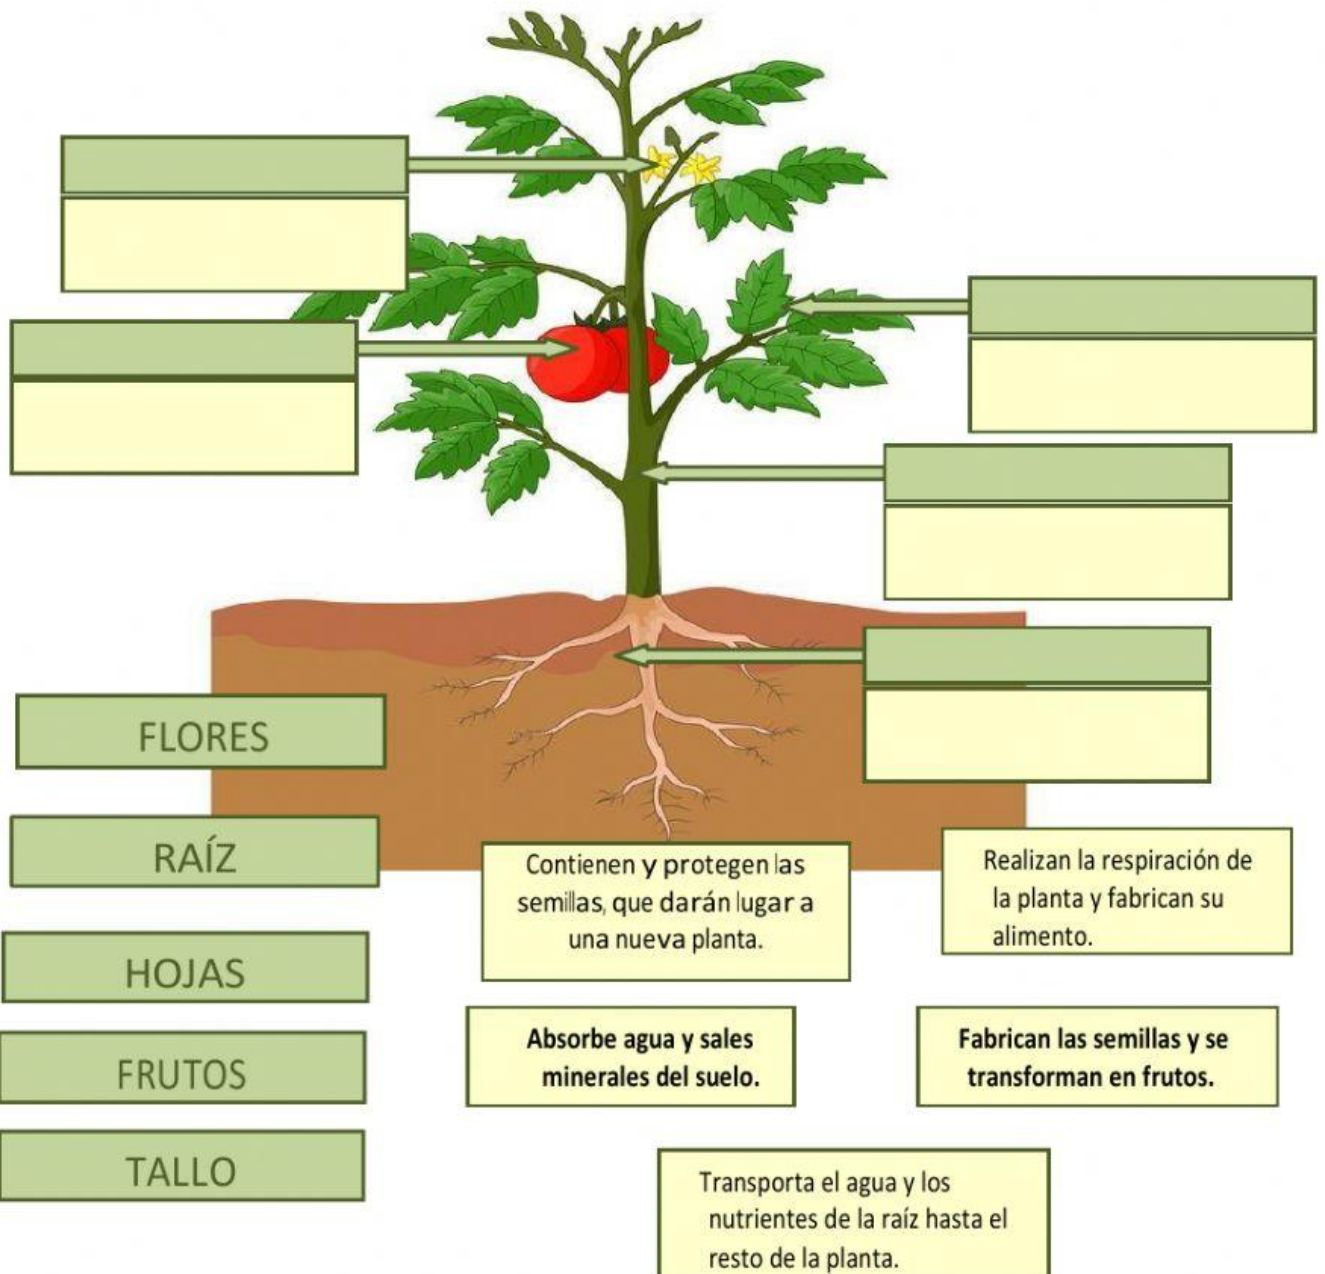 FLORES
RAÍZ
HOJAS
FRUTOS
TALLO
Contienen y protegen las
semillas, que darán lugar a
una nueva planta.
Realizan la respiración de
la planta y fabrican su
alimento.
Absorbe agua y sales
minerales del suelo.
Fabrican las semillas y se
transforman en frutos.
Transporta el agua y los
nutrientes de la raíz hasta el
resto de la planta.